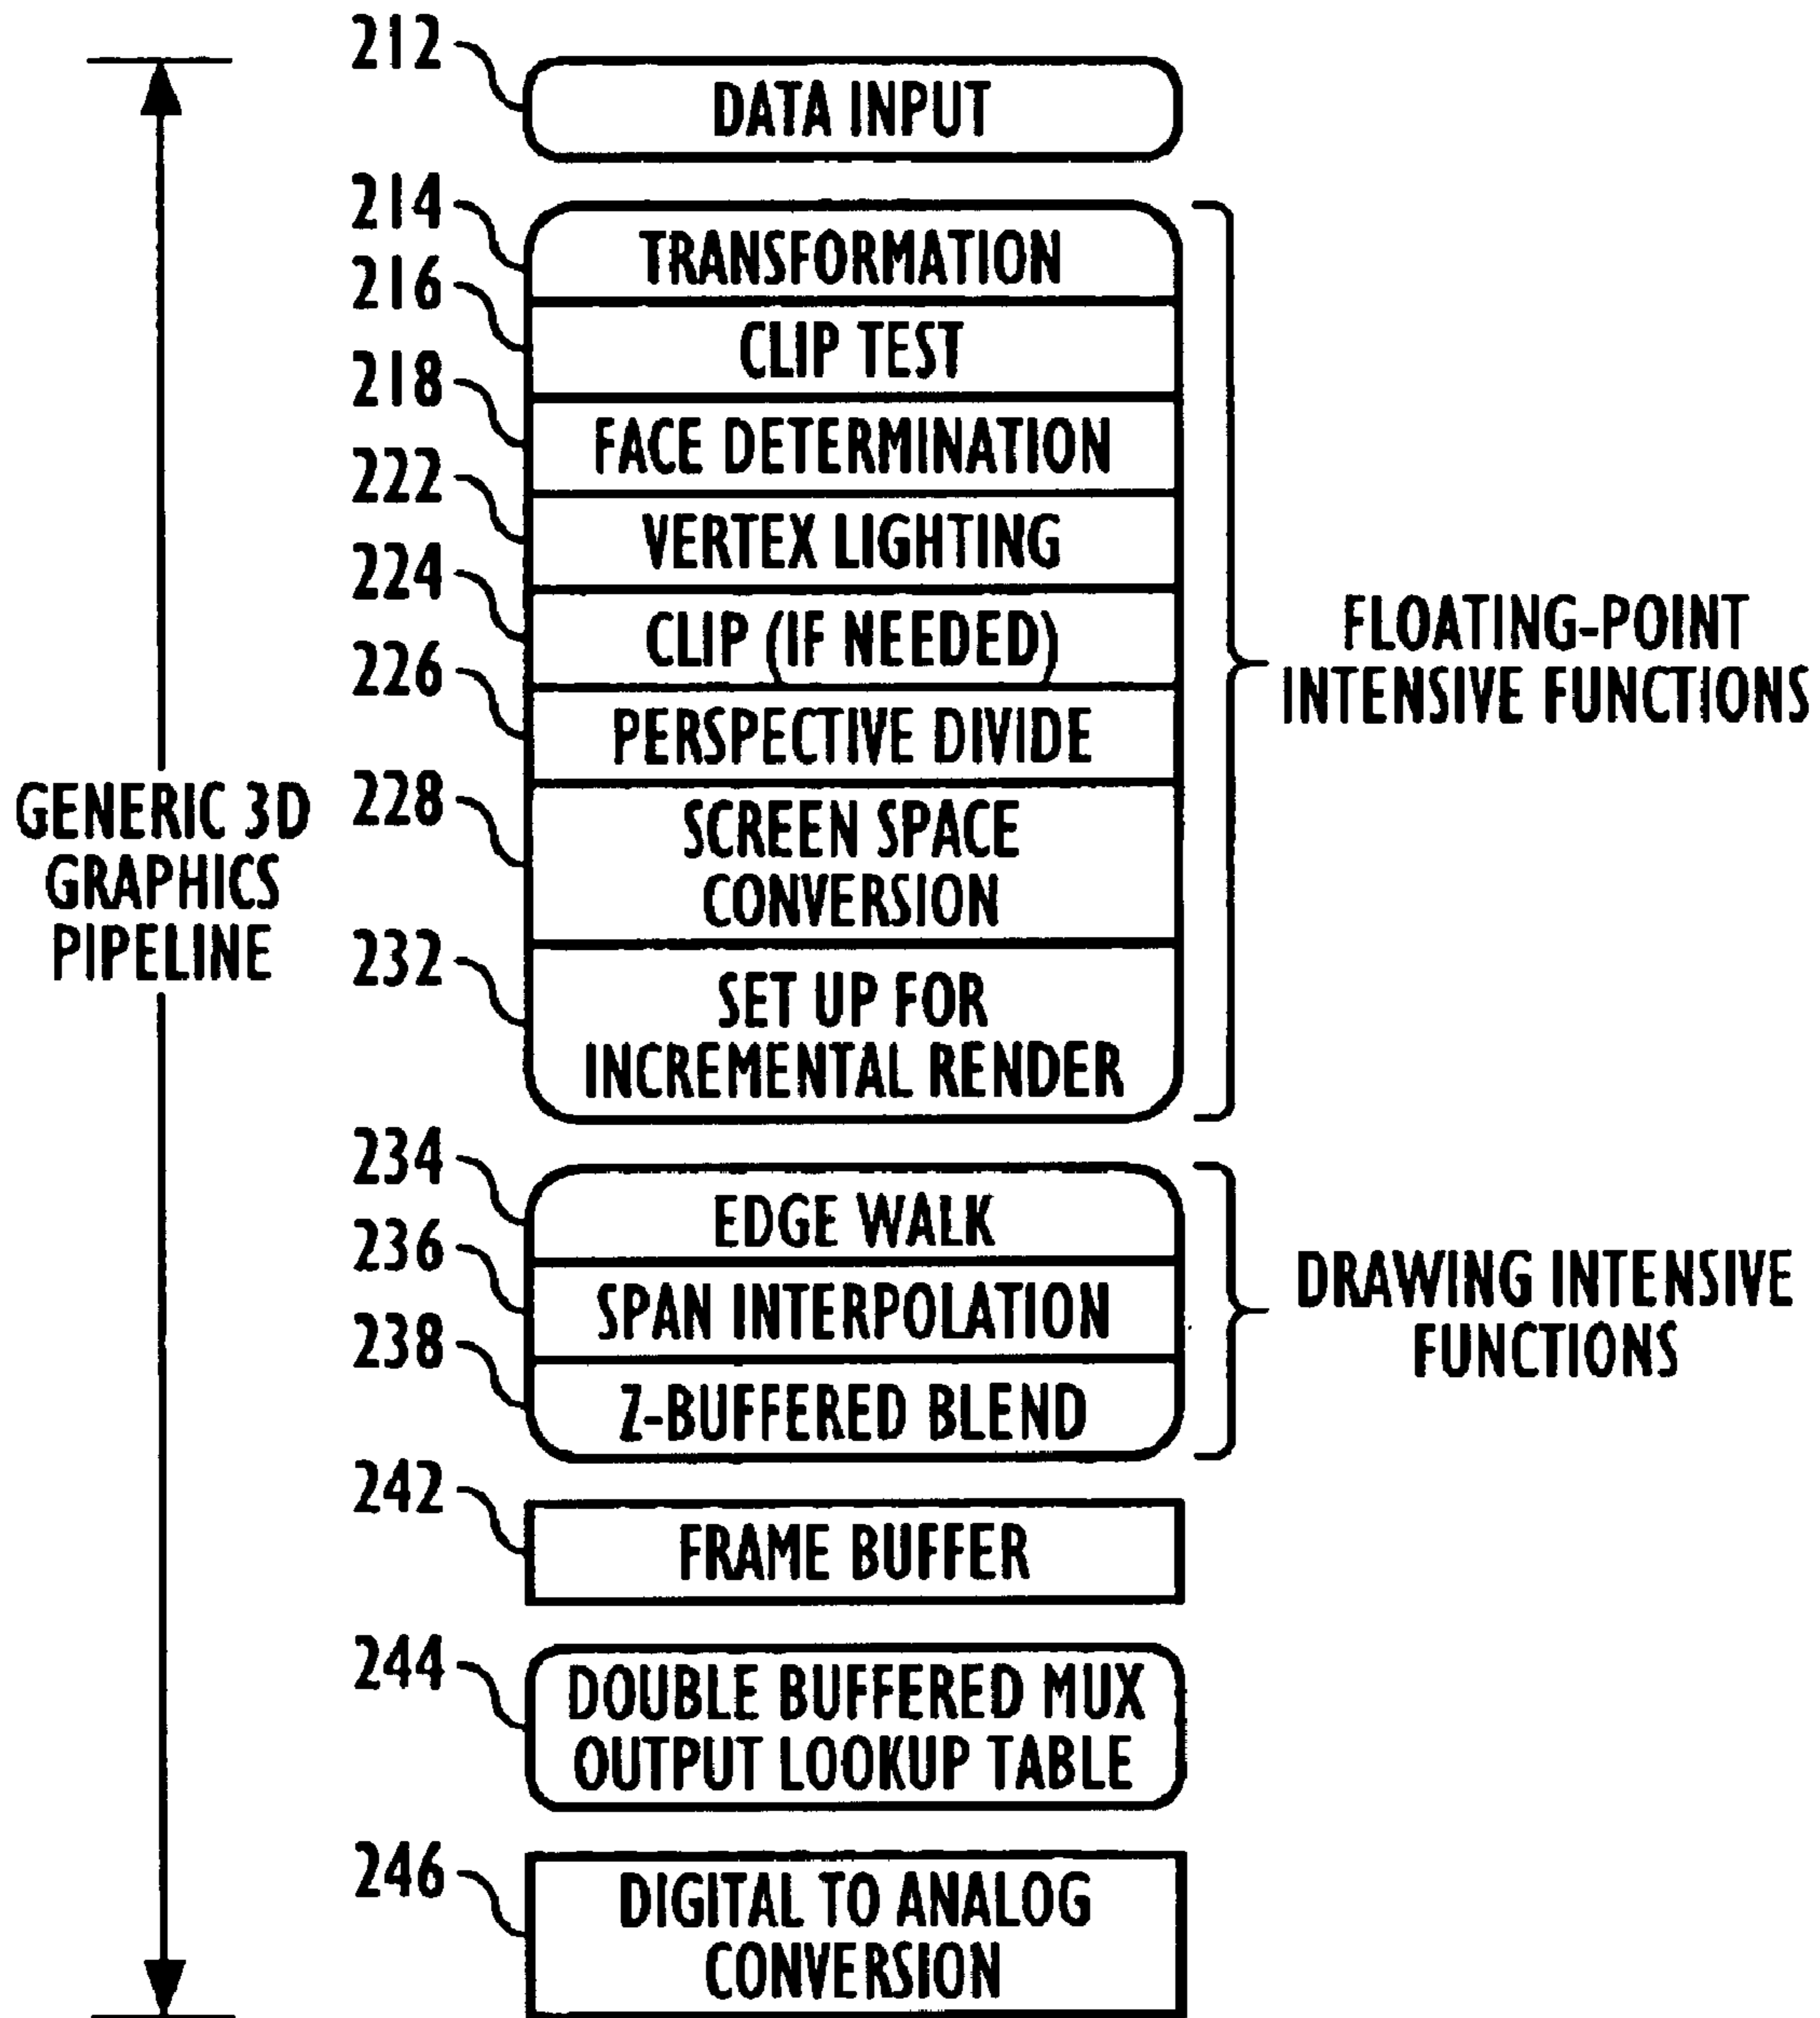 212
DATA INPUT
214
TRANSFORMATION
216
CLIP TEST
218
FACE DETERMINATION
222
VERTEX LIGHTING
224
CLIP (IF NEEDED)
226
PERSPECTIVE DIVIDE
228
SCREEN SPACE
CONVERSION
232
SET UP FOR
INCREMENTAL RENDER
FLOATING-POINT
INTENSIVE FUNCTIONS
GENERIC 3D
GRAPHICS
PIPELINE
234
EDGE WALK
236
SPAN INTERPOLATION
238
Z-BUFFERED BLEND
DRAWING INTENSIVE
FUNCTIONS
242
FRAME BUFFER
244
DOUBLE BUFFERED MUX
OUTPUT LOOKUP TABLE
246
DIGITAL TO ANALOG
CONVERSION